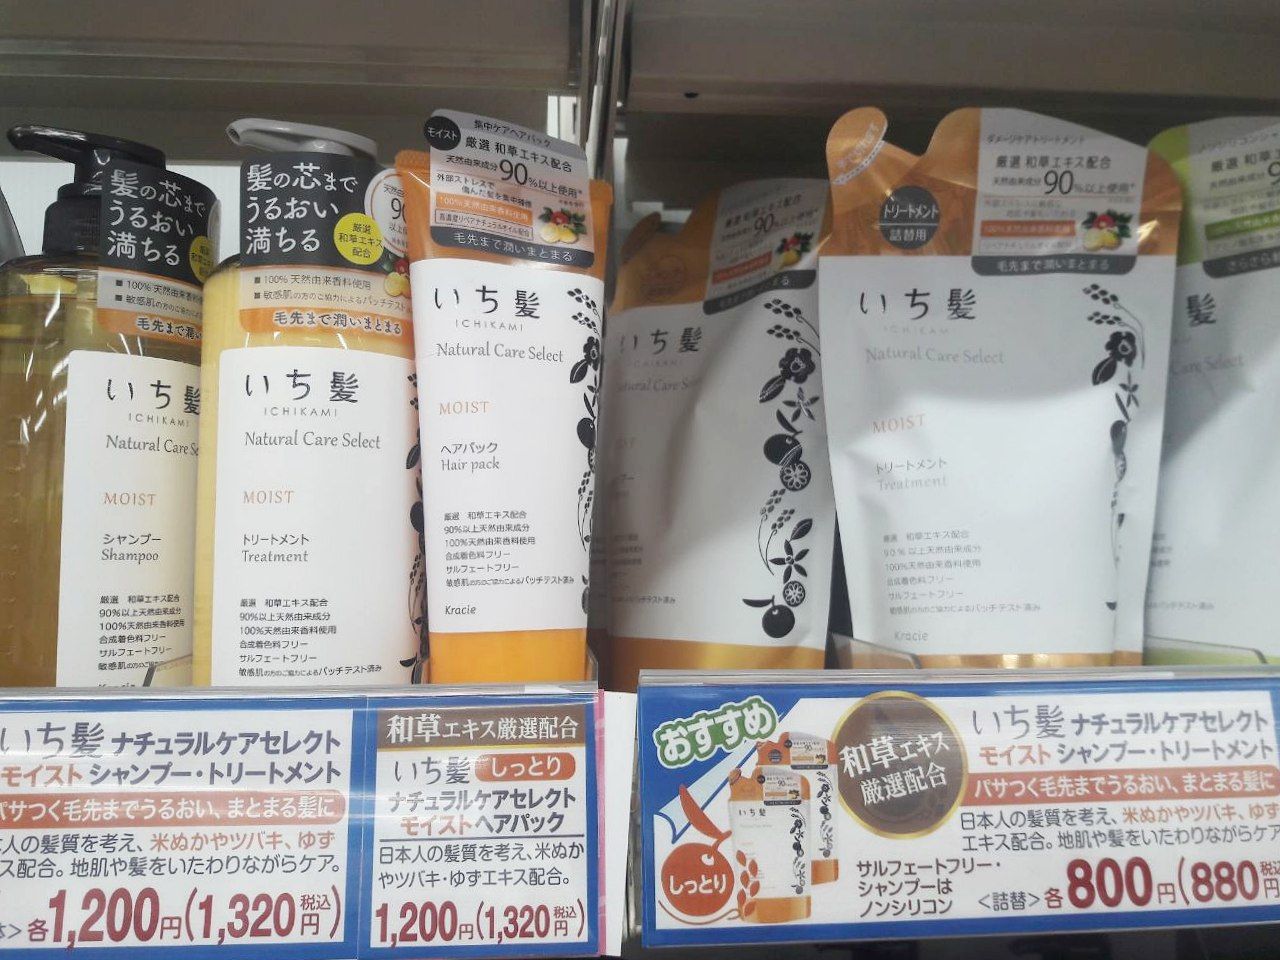 髪の芯まで
うるおい
満ちる
■100%天然由来香料使用
毛先まで潤い
いち髪
ICHIKAMI
Natural Care Se
MOIST
シャンプー
Shampoo
厳選 和草エキス配合
90%以上天然由来成分
100%天然由来香料使用
合成着色料フリー
サルフェートフリー
髪の芯まで
うるおい
満ちる
厳選
和草エキス
配合
■100%天然由来香料使用
■敏感肌の方のご協力によるパッチテスト
毛先まで潤いまとまる
いち髪
ICHIKAMI
Natural Care Select
MOIST
トリートメント
Treatment
厳選 和草エキス配合
90%以上天然由来成分
100%天然由来香料使用
合成着色料フリー
サルフェートフリー
敏感肌の方のご協力によるパッチテスト済み
モイスト
集中ケアヘアパック
厳選 和草エキス配合
天然由来成分90%以上使用*
外部ストレスで
傷んだ髪を集中補修
100%天然由来香料使用
高濃度リペアナチュラルオイル配合
毛先まで潤いまとまる
いち髪
ICHIKAMI
Natural Care Select
MOIST
ヘアパック
Hair pack
厳選 和草エキス配合
90%以上天然由来成分
100%天然由来香料使用
合成着色料フリー
サルフェートフリー
敏感肌の方のご協力によるパッチテスト済み
Kracie
いち髪
ダメージケアトリートメント
厳選 和草エキス配合
天然由来成分90%以上使用*
トリートメント
詰替用
毛先まで潤いまとまる
いち髪
ICHIKAMI
Natural Care Select
MOIST
トリートメント
Treatment
厳選 和草エキス配合
90%以上天然由来成分
100%天然由来香料使用
合成着色料フリー
サルフェートフリー
敏感肌の方のご協力によるパッチテスト済み
Kracie
髪
Care Select
いち髪 ナチュラルケアセレクト
モイスト シャンプー・トリートメント
パサつく毛先までうるおい、まとまる髪に
日本人の髪質を考え、米ぬかやツバキ、ゆず
ス配合。地肌や髪をいたわりながらケア。
各1,200円(1,320税込円)
和草エキス厳選配合
いち髪 しっとり
ナチュラルケアセレクト
モイストヘアパック
日本人の髪質を考え、米ぬか
やツバキ・ゆずエキス配合。
1,200円(1,320税込円)
おすすめ
和草エキス
厳選配合
いち髪
しっとり
サルフェートフリー・
シャンプーは
ノンシリコン
いち髪 ナチュラルケアセレクト
モイスト シャンプー・トリートメント
パサつく毛先までうるおい、まとまる髪に
日本人の髪質を考え、米ぬかやツバキ、ゆず
エキス配合。地肌や髪をいたわりながらケア
<詰替>各800円(880税込円